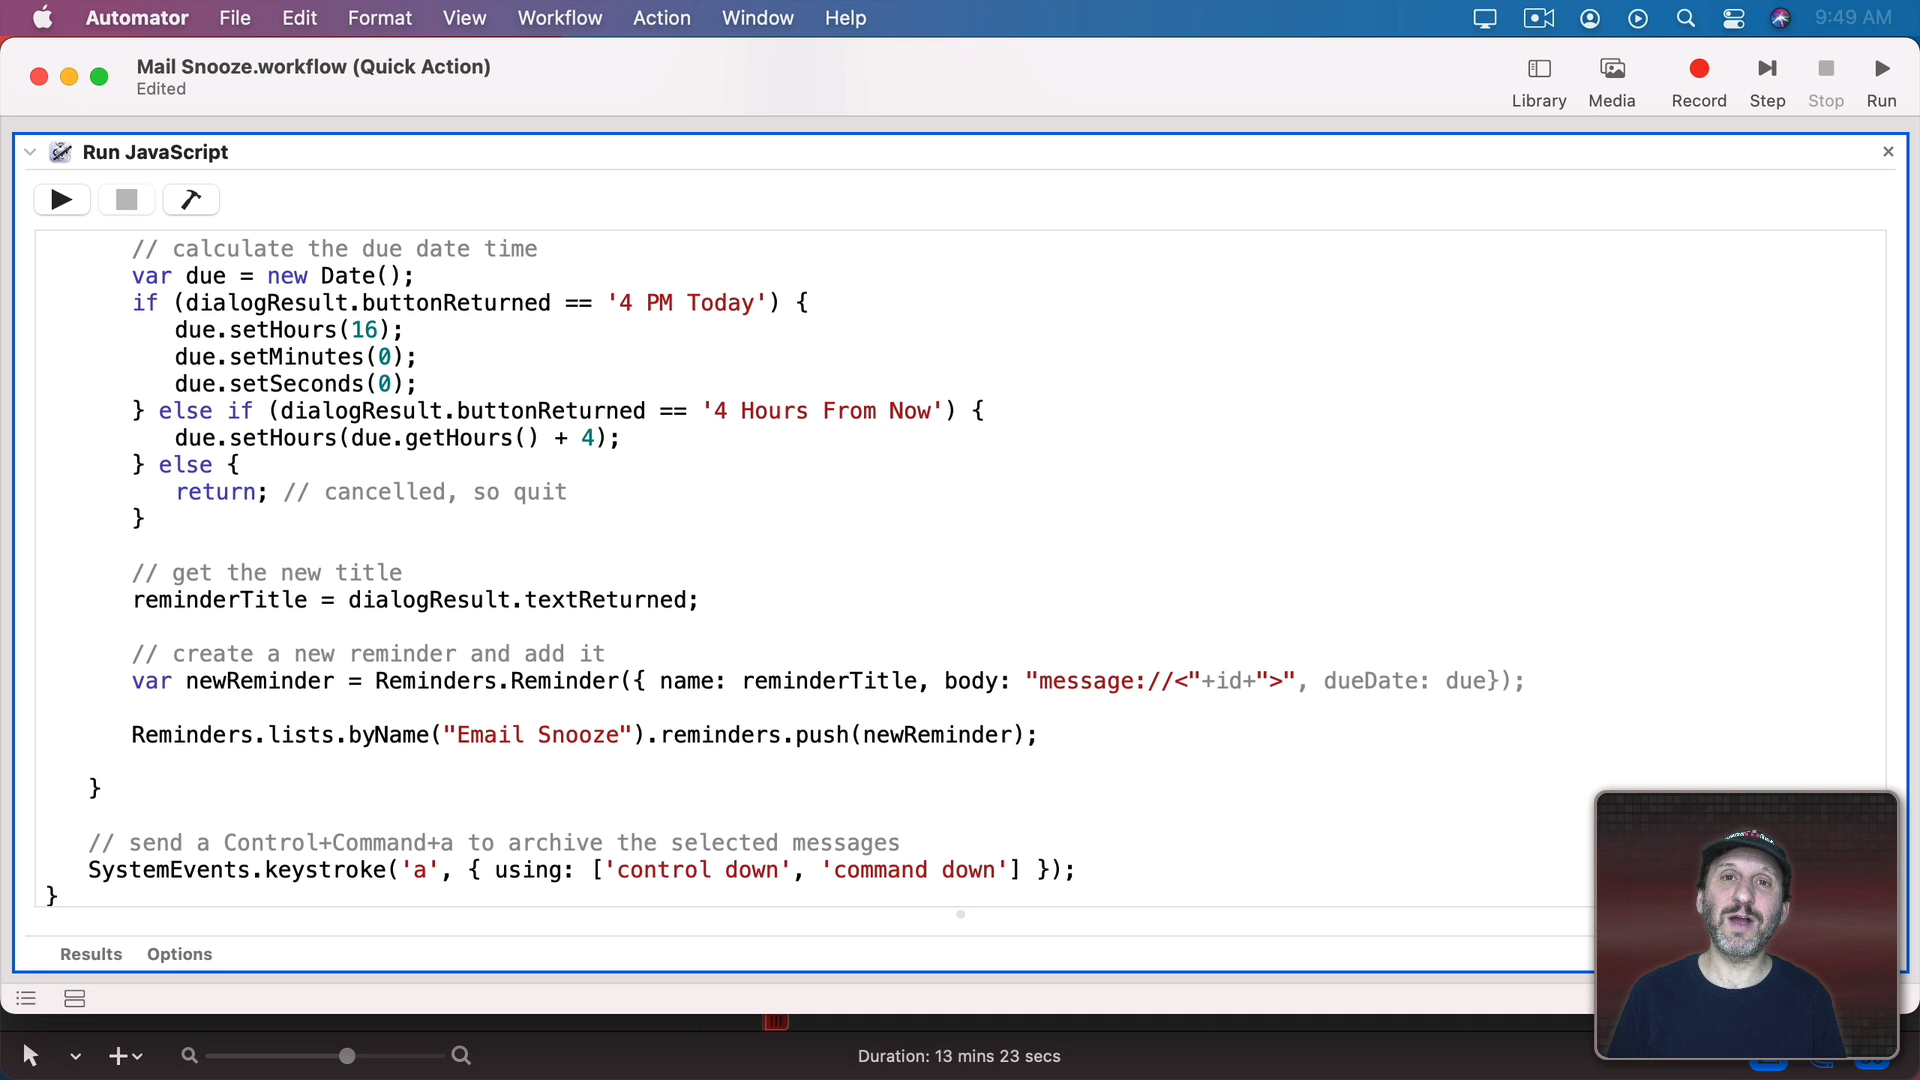 Automator File Edit Format View Workflow Action Window Help 9:49 AM
Mail Snooze.workflow (Quick Action)
Edited
Library Media Record Step Stop Run
Run JavaScript
// calculate the due date time
var due = new Date();
if (dialogResult.buttonReturned == '4 PM Today') {
due.setHours(16);
due.setMinutes(0);
due.setSeconds(0);
} else if (dialogResult.buttonReturned == '4 Hours From Now') {
due.setHours(due.getHours() + 4);
} else {
return; // cancelled, so quit
}
// get the new title
reminderTitle = dialogResult.textReturned;
// create a new reminder and add it
var newReminder = Reminders.Reminder({ name: reminderTitle, body: "message://<"+id+">", dueDate: due});
Reminders.lists.byName("Email Snooze").reminders.push(newReminder);
}
// send a Control+Command+a to archive the selected messages
SystemEvents.keystroke('a', { using: ['control down', 'command down'] });
}
Results Options
Duration: 13 mins 23 secs